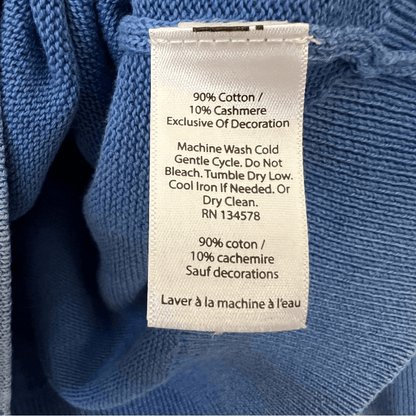 90% Cotton /
10% Cashmere
Exclusive Of Decoration
Machine Wash Cold
Gentle Cycle. Do Not
Bleach. Tumble Dry Low.
Cool Iron If Needed. Or
Dry Clean.
RN 134578
90% coton /
10% cachemire
Sauf decorations
Laver à la machine à l'eau